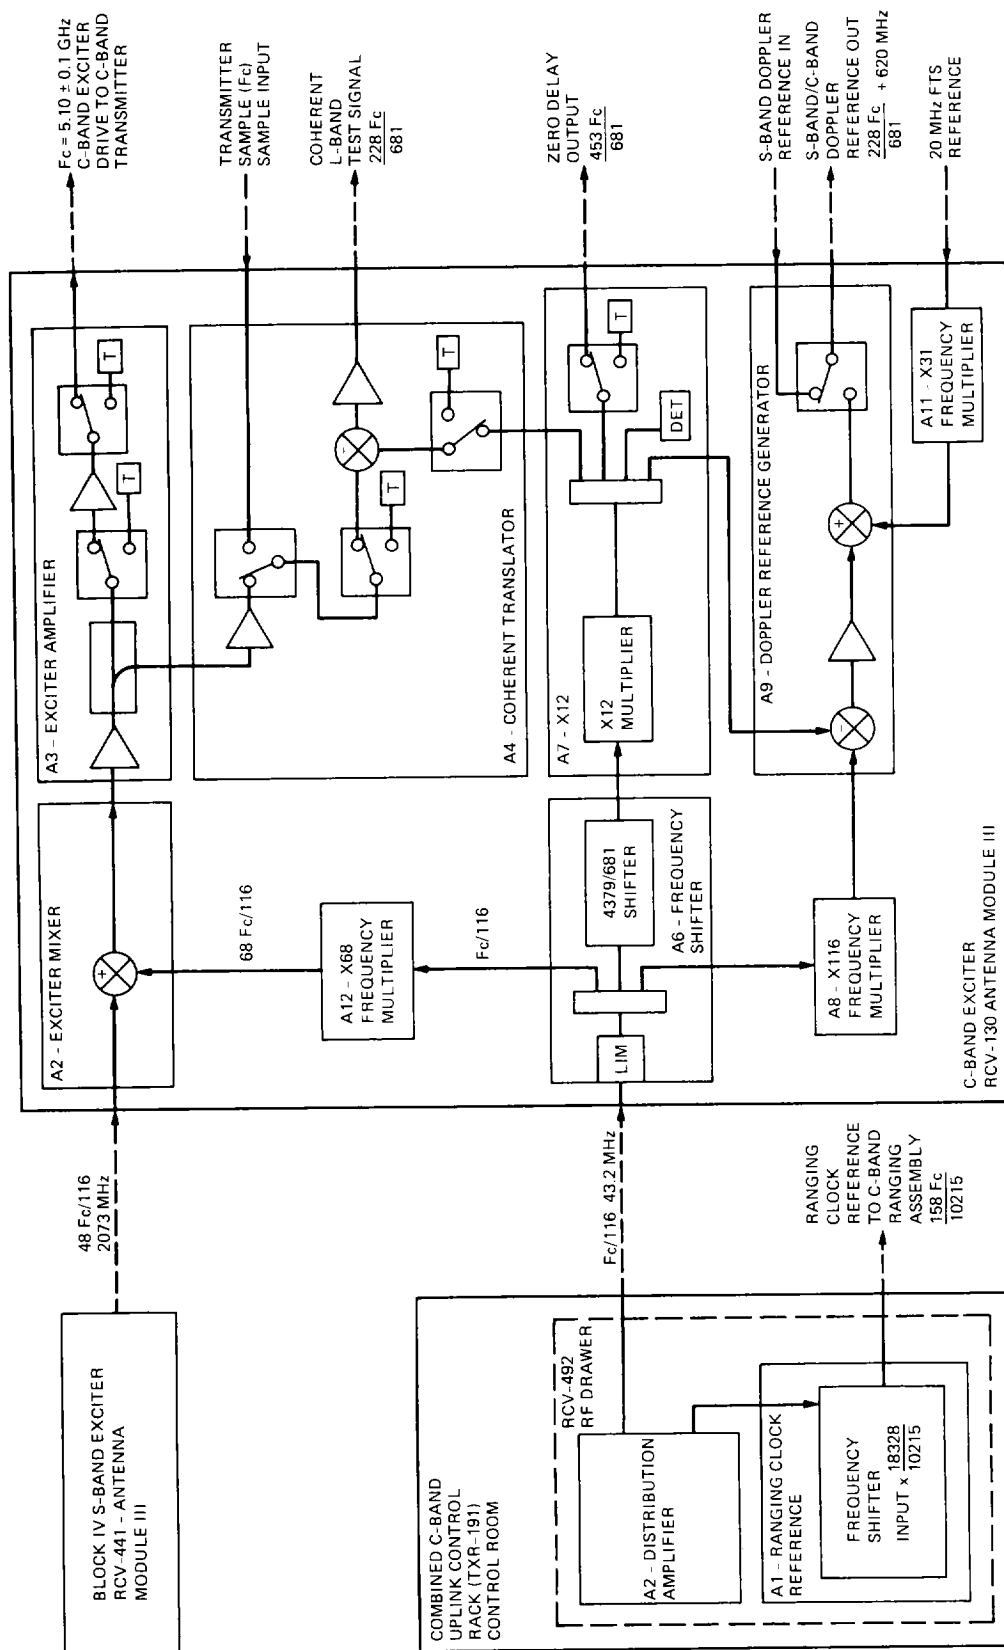 BLOCK IV S-BAND EXCITER
RCV-441 - ANTENNA
MODULE III
48 Fc/116
2073 MHz
A2 - EXCITER MIXER
+
A3 - EXCITER AMPLIFIER
T
T
Fc = 5.10 ± 0.1 GHz
C-BAND EXCITER
DRIVE TO C-BAND
TRANSMITTER
68 Fc/116
A12 - X68
FREQUENCY
MULTIPLIER
Fc/116
A4 - COHERENT TRANSLATOR
-
T
T
TRANSMITTER
SAMPLE (Fc)
SAMPLE INPUT
COHERENT
L-BAND
TEST SIGNAL
228 Fc
681
COMBINED C-BAND
UPLINK CONTROL
RACK (TXR-191)
CONTROL ROOM
RCV-492
RF DRAWER
A2 - DISTRIBUTION
AMPLIFIER
A1 - RANGING CLOCK
REFERENCE
FREQUENCY
SHIFTER
INPUT x 18328
10215
Fc/116 43.2 MHz
RANGING
CLOCK
REFERENCE
TO C-BAND
RANGING
ASSEMBLY
158 Fc
10215
LIM
4379/681
SHIFTER
A6 - FREQUENCY
SHIFTER
A7 - X12
X12
MULTIPLIER
DET
T
ZERO DELAY
OUTPUT
453 Fc
681
A8 - X116
FREQUENCY
MULTIPLIER
A9 - DOPPLER REFERENCE GENERATOR
-
+
S-BAND DOPPLER
REFERENCE IN
S-BAND/C-BAND
DOPPLER
REFERENCE OUT
228 Fc + 620 MHz
681
A11 - X31
FREQUENCY
MULTIPLIER
20 MHz FTS
REFERENCE
C-BAND EXCITER
RCV-130 ANTENNA MODULE III